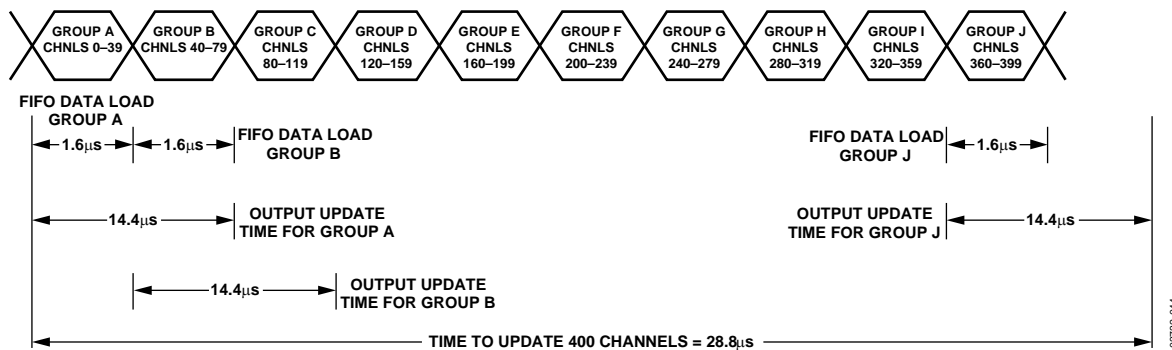 GROUP A
CHNLS 0–39
GROUP B
CHNLS 40–79
GROUP C
CHNLS
80–119
GROUP D
CHNLS
120–159
GROUP E
CHNLS
160–199
GROUP F
CHNLS
200–239
GROUP G
CHNLS
240–279
GROUP H
CHNLS
280–319
GROUP I
CHNLS
320–359
GROUP J
CHNLS
360–399
FIFO DATA LOAD
GROUP A
1.6µs
1.6µs
FIFO DATA LOAD
GROUP B
FIFO DATA LOAD
GROUP J
1.6µs
14.4µs
OUTPUT UPDATE
TIME FOR GROUP A
OUTPUT UPDATE
TIME FOR GROUP J
14.4µs
14.4µs
OUTPUT UPDATE
TIME FOR GROUP B
TIME TO UPDATE 400 CHANNELS = 28.8µs